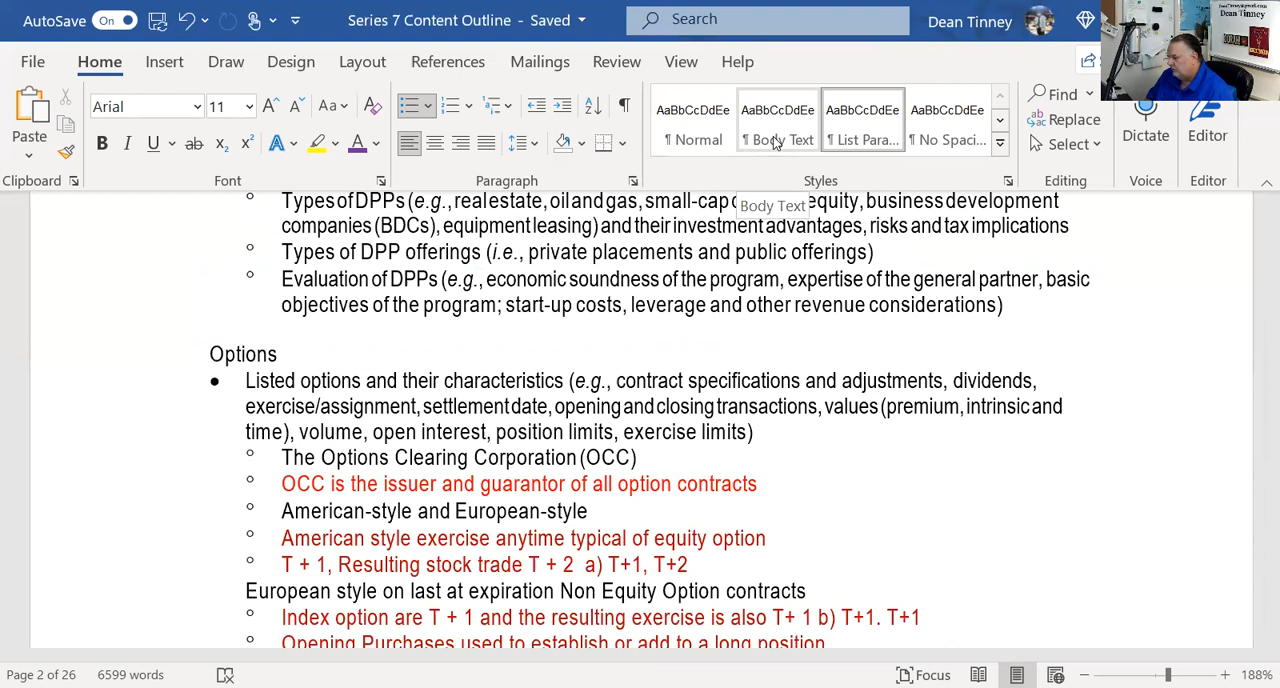 AutoSave On Series 7 Content Outline - Saved Search Dean Tinney
Dean Tinney
File Home Insert Draw Design Layout References Mailings Review View Help
Paste
Arial 11
Aa
B I U ab x2 x2 A A
AaBbCcDdEe AaBbCcDdEe AaBbCcDdEe AaBbCcDdEe
¶ Normal ¶ Body Text ¶ List Para... ¶ No Spaci...
Find
Replace
Select
Dictate
Editor
Clipboard Font Paragraph Styles Editing Voice Editor
Body Text
Types of DPPs (e.g., real estate, oil and gas, small-cap equity, business development
companies (BDCs), equipment leasing) and their investment advantages, risks and tax implications
Types of DPP offerings (i.e., private placements and public offerings)
Evaluation of DPPs (e.g., economic soundness of the program, expertise of the general partner, basic
objectives of the program; start-up costs, leverage and other revenue considerations)
Options
Listed options and their characteristics (e.g., contract specifications and adjustments, dividends,
exercise/assignment, settlement date, opening and closing transactions, values (premium, intrinsic and
time), volume, open interest, position limits, exercise limits)
The Options Clearing Corporation (OCC)
OCC is the issuer and guarantor of all option contracts
American-style and European-style
American style exercise anytime typical of equity option
T + 1, Resulting stock trade T + 2 a) T+1, T+2
European style on last at expiration Non Equity Option contracts
Index option are T + 1 and the resulting exercise is also T+ 1 b) T+1. T+1
Opening Purchases used to establish or add to a long position
Page 2 of 26 6599 words Focus 188%